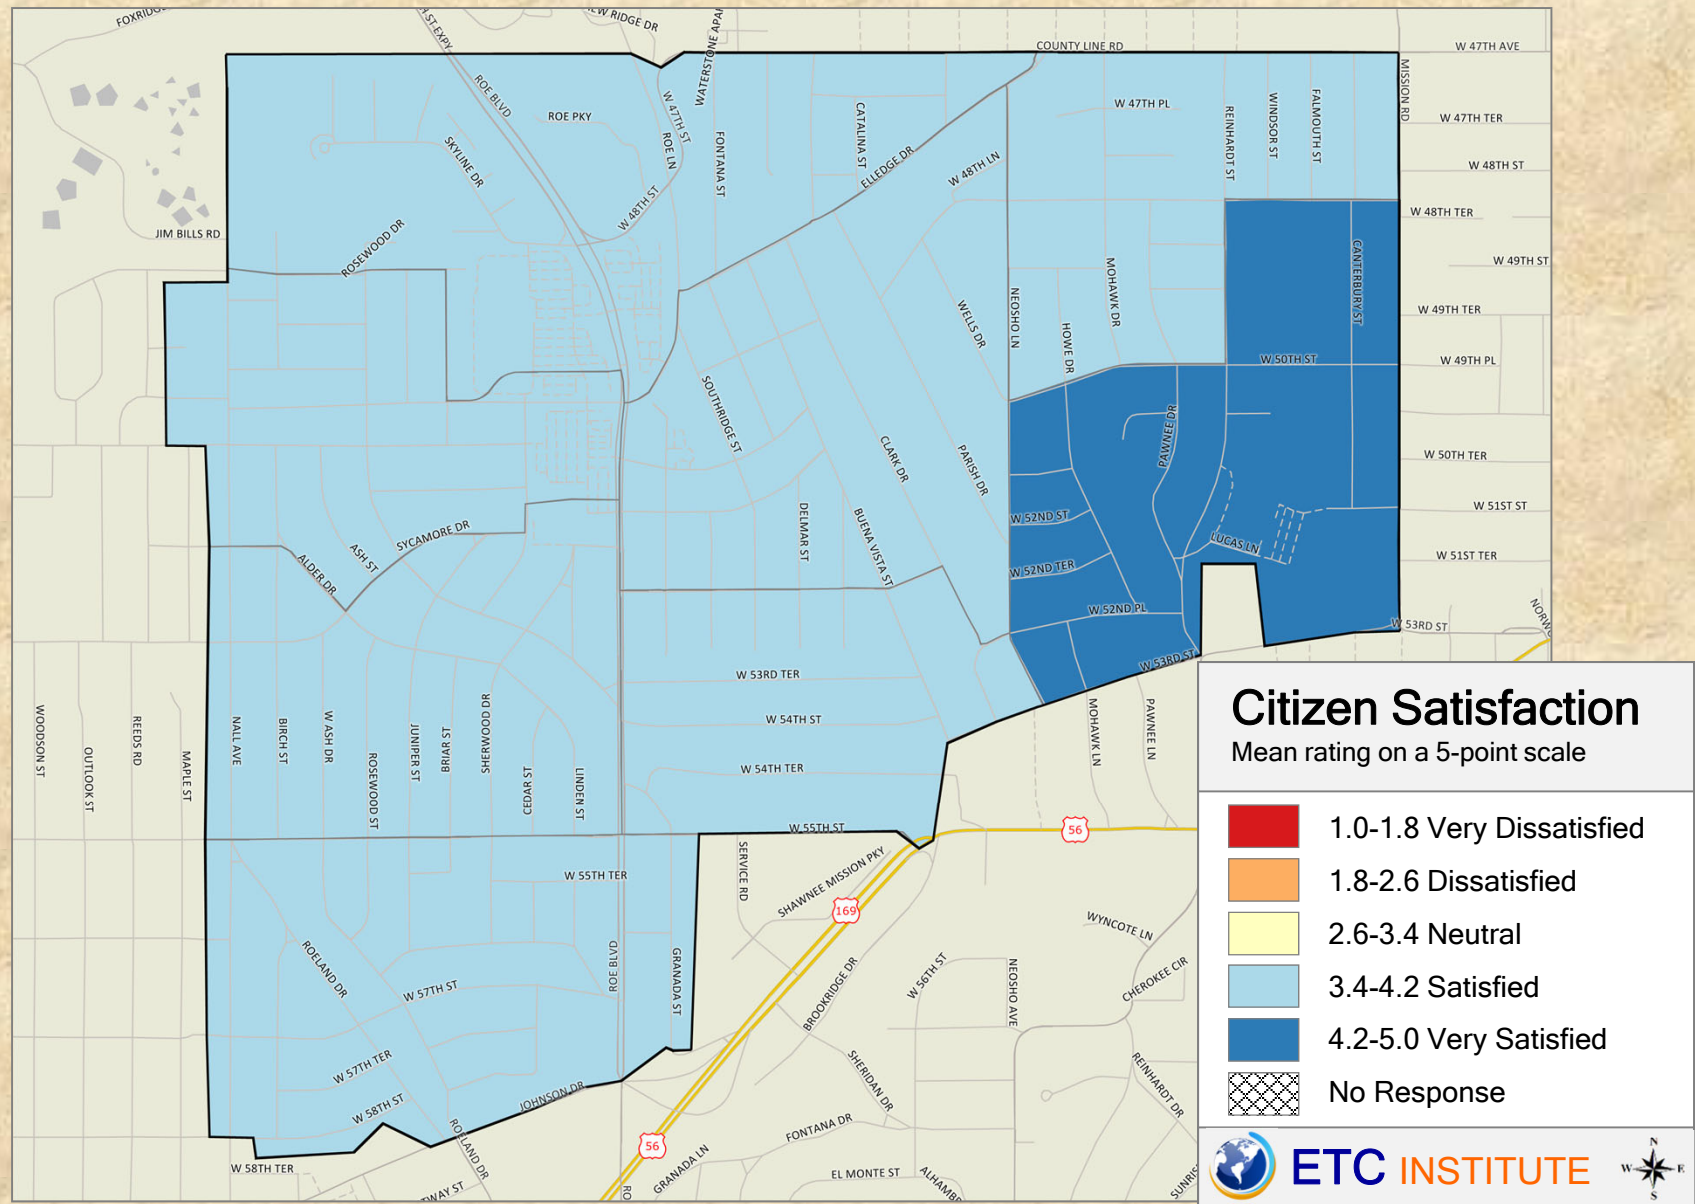 EW RIDGE DR
COUNTY LINE RD
W 47TH AVE
ROE BLVD
ROE PKY
W 47TH ST
ROE LN
FONTANA ST
CATALINA ST
ELLEDGE DR
W 48TH LN
W 47TH PL
REINHARDT ST
WINDSOR ST
FALMOUTH ST
MISSION RD
W 47TH TER
W 48TH ST
SKYLINE DR
W 48TH ST
JIM BILLS RD
ROSEWOOD DR
W 48TH TER
W 49TH ST
CANTERBURY ST
MOHAWK DR
NEOSHO LN
WELLS DR
HOWE DR
W 49TH TER
W 50TH ST
W 49TH PL
SOUTHRIDGE ST
CLARK DR
PARISH DR
PAWNEE DR
W 50TH TER
W 51ST ST
W 52ND ST
DELMAR ST
BUENA VISTA ST
SYCAMORE DR
ASH ST
ALDER DR
LUCAS LN
W 51ST TER
W 52ND TER
W 52ND PL
W 53RD ST
W 53RD ST
W 53RD TER
W 54TH ST
W 54TH TER
W 55TH ST
WOODSON ST
OUTLOOK ST
REEDS RD
MAPLE ST
NALL AVE
BIRCH ST
W ASH DR
ROSEWOOD ST
JUNIPER ST
BRIAR ST
SHERWOOD DR
CEDAR ST
LINDEN ST
MOHAWK LN
PAWNEE LN
56
W 55TH TER
SERVICE RD
SHAWNEE MISSION PKY
169
ROELAND DR
W 57TH ST
ROE BLVD
GRANADA ST
BROOKRIDGE DR
W 56TH ST
NEOSHO AVE
WYNCOTE LN
CHEROKEE CIR
W 57TH TER
W 58TH ST
JOHNSON DR
ROELAND DR
W 58TH TER
TWAY ST
56
RO
GRANADA LN
FONTANA DR
SHERIDAN DR
EL MONTE ST
REINHARDT DR
Citizen Satisfaction
Mean rating on a 5-point scale
1.0-1.8 Very Dissatisfied
1.8-2.6 Dissatisfied
2.6-3.4 Neutral
3.4-4.2 Satisfied
4.2-5.0 Very Satisfied
No Response
ETC INSTITUTE
N
W E
S